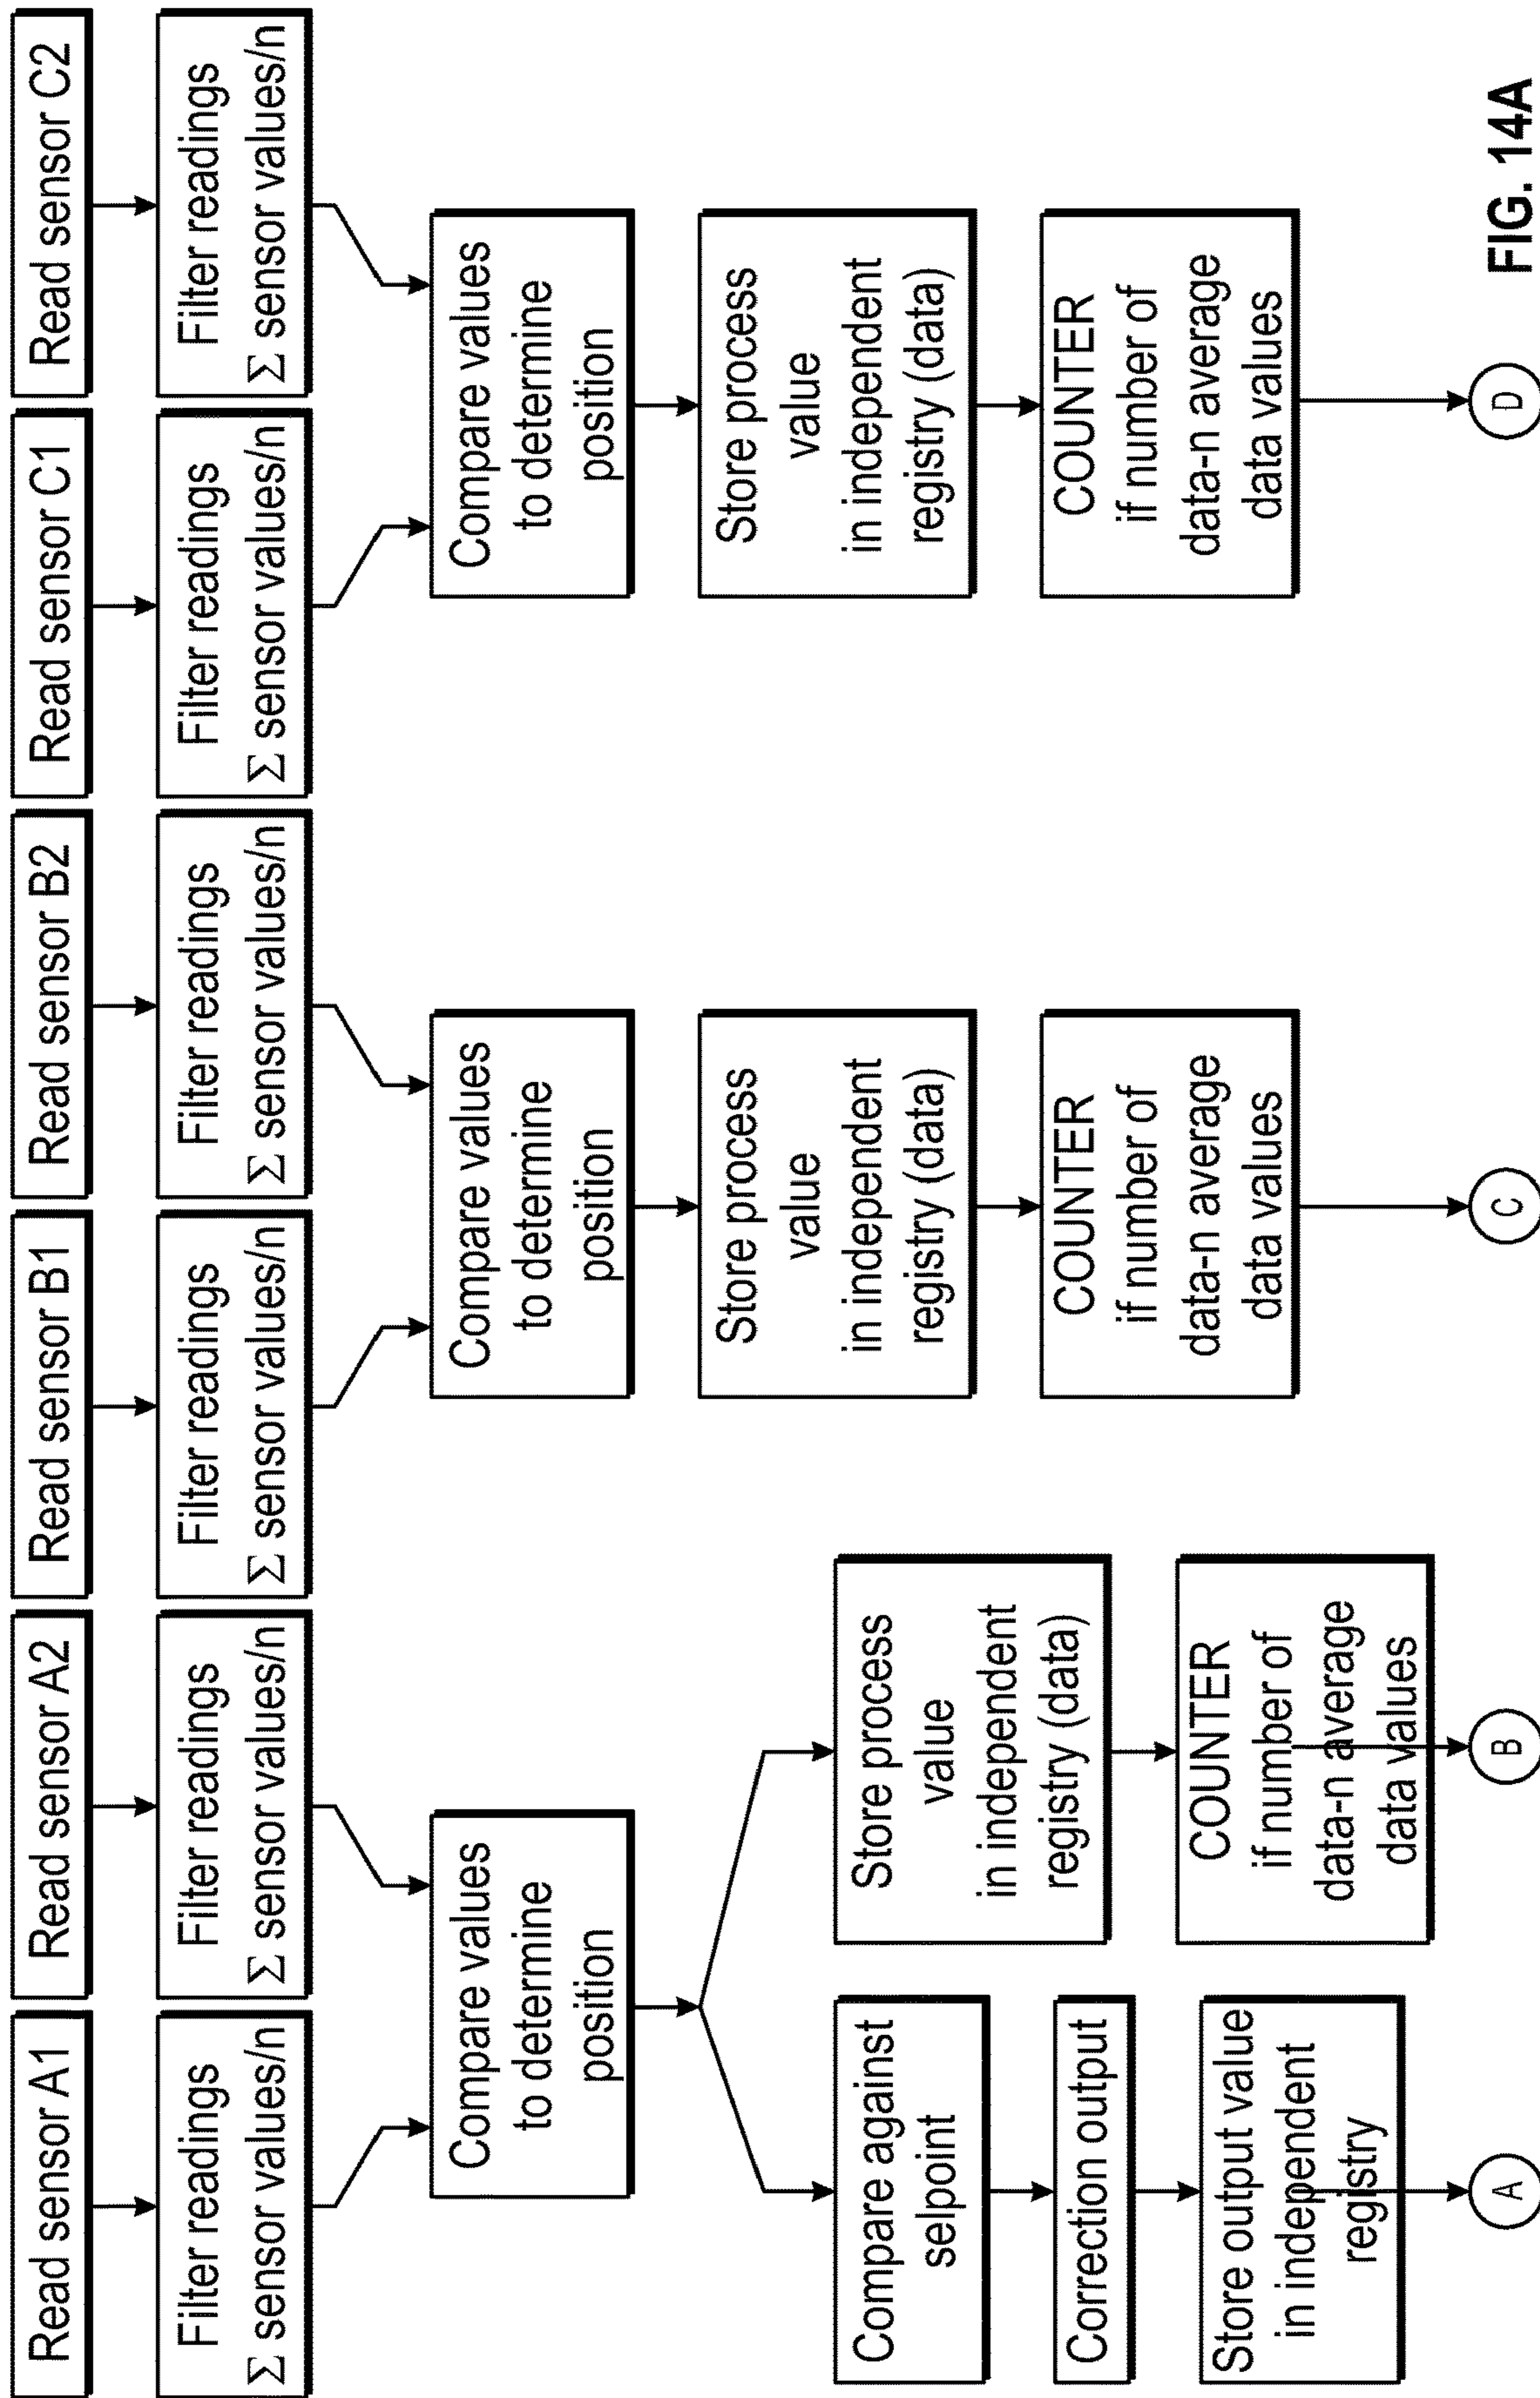 Read sensor A1
Read sensor A2
Read sensor B1
Read sensor B2
Read sensor C1
Read sensor C2
Filter readings
Σ sensor values/n
Filter readings
Σ sensor values/n
Filter readings
Σ sensor values/n
Filter readings
Σ sensor values/n
Filter readings
Σ sensor values/n
Filter readings
Σ sensor values/n
Compare values
to determine
position
Compare values
to determine
position
Compare values
to determine
position
Compare against
selpoint
Correction output
Store output value
in independent
registry
A
Store process
value
in independent
registry (data)
COUNTER
if number of
data-n average
data values
B
Store process
value
in independent
registry (data)
COUNTER
if number of
data-n average
data values
C
Store process
value
in independent
registry (data)
COUNTER
if number of
data-n average
data values
D
FIG. 14A